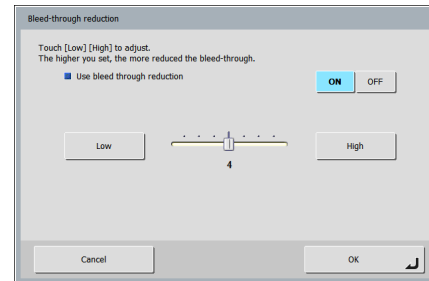 Bleed-through reduction
Touch [Low] [High] to adjust.
The higher you set, the more reduced the bleed-through.
Use bleed through reduction
ON OFF
Low High
4
Cancel OK